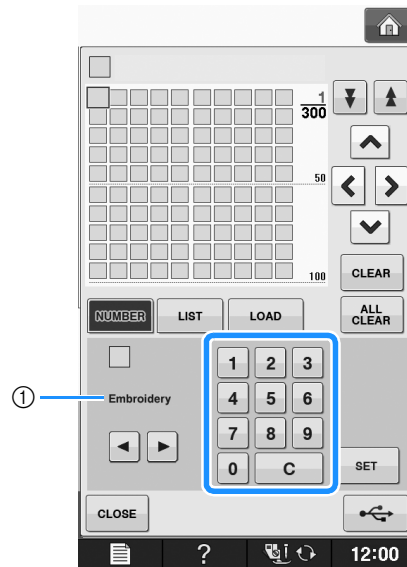 1
300
50
100
CLEAR
NUMBER
LIST
LOAD
ALL
CLEAR
① Embroidery
1 2 3
4 5 6
7 8 9
0 C
SET
CLOSE
? 12:00